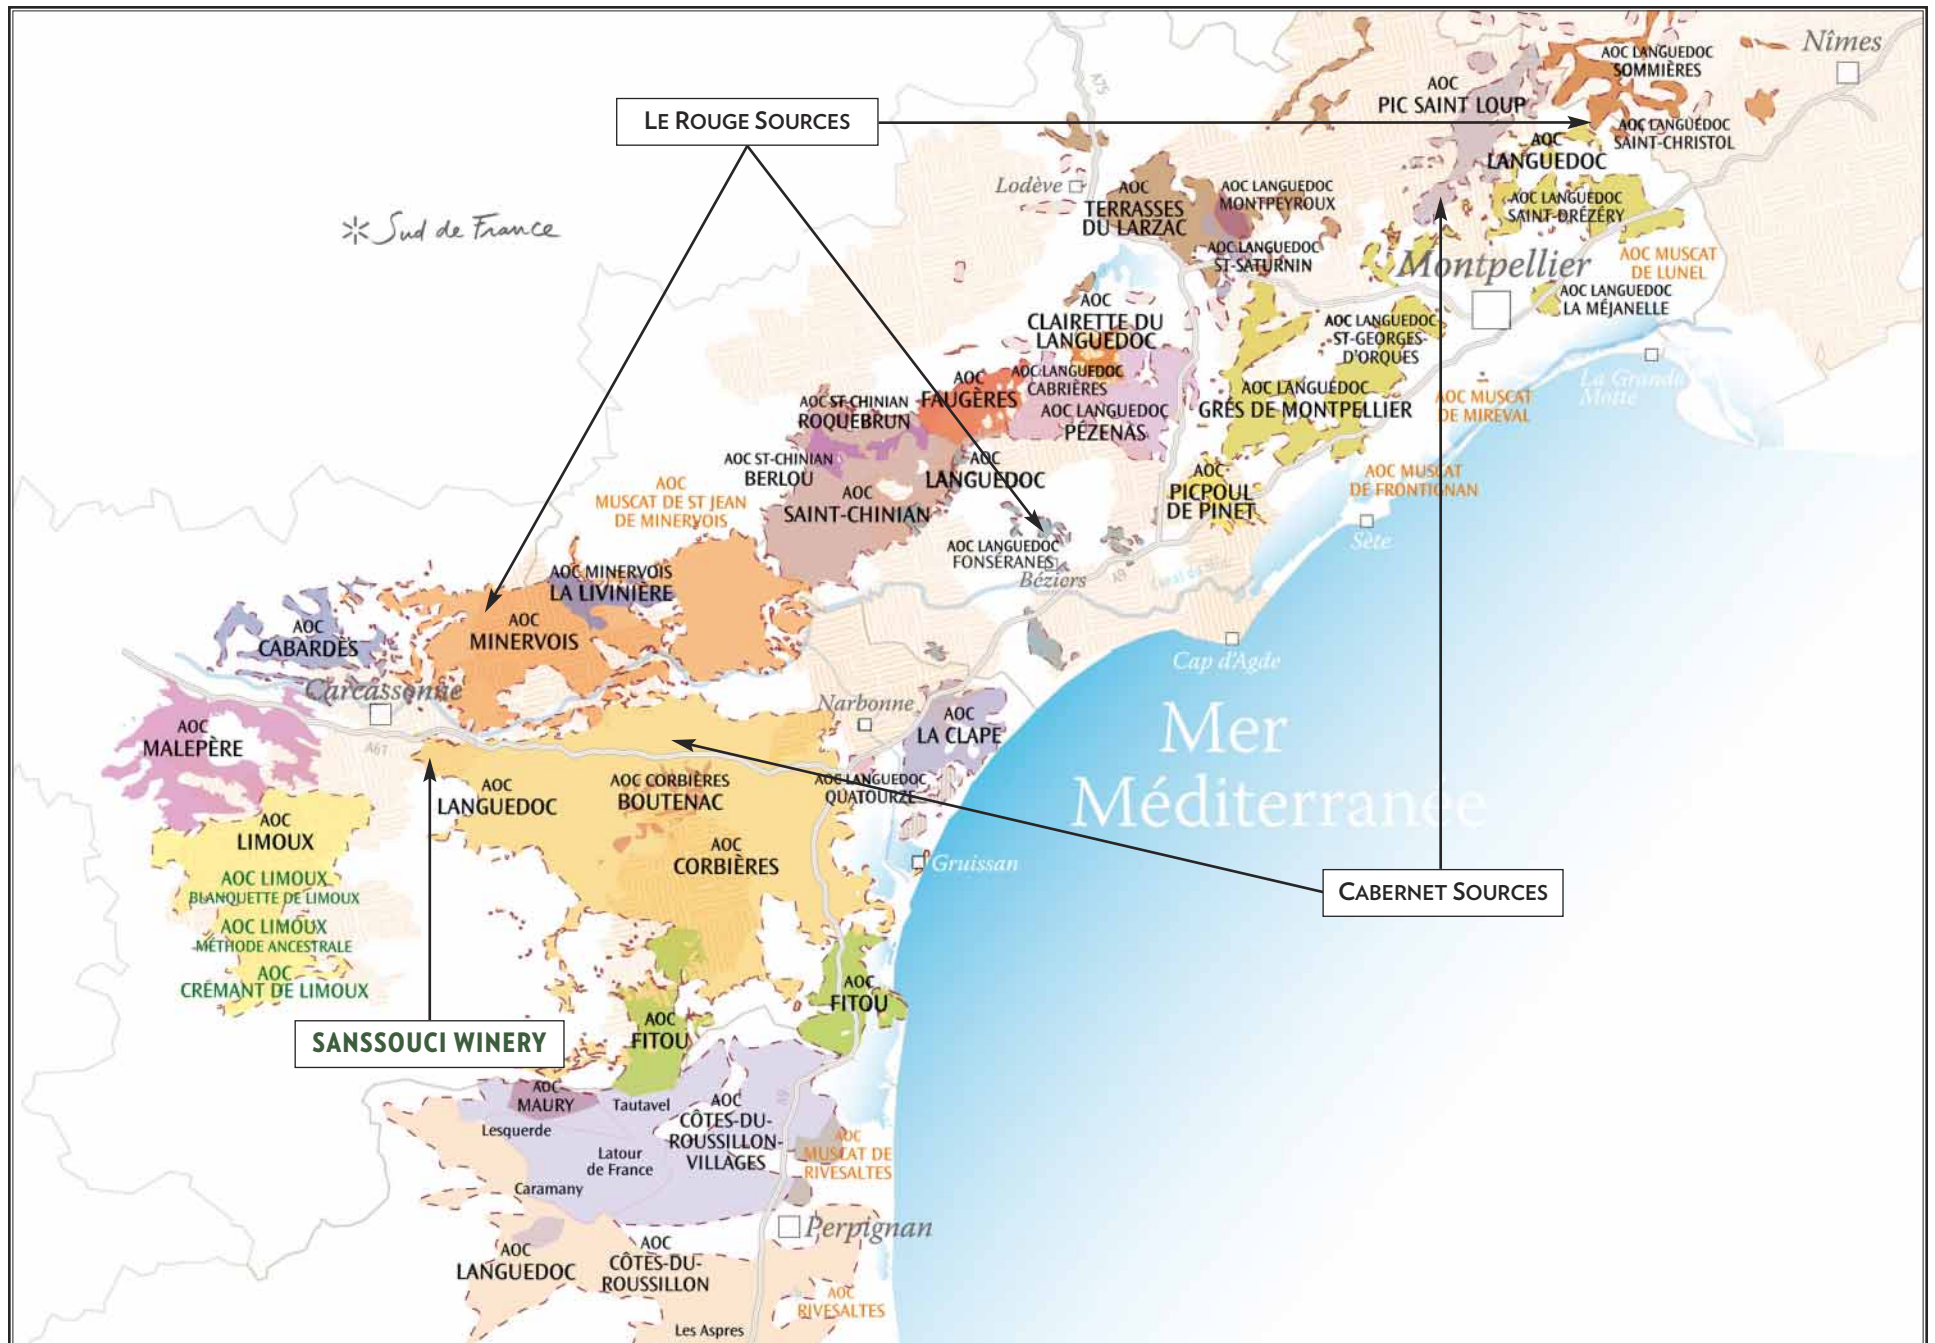 Nîmes
AOC LANGUEDOC
SOMMIÈRES
AOC
PIC SAINT LOUP
A75
LE ROUGE SOURCES
AOC LANGUEDOC
SAINT-CHRISTOL
AOC
LANGUEDOC
Lodève
AOC
TERRASSES
DU LARZAC
AOC LANGUEDOC
MONTPEYROUX
AOC LANGUEDOC
SAINT-DRÉZÉRY
Sud de France
AOC LANGUEDOC
ST-SATURNIN
Montpellier
AOC MUSCAT
DE LUNEL
AOC LANGUEDOC
LA MÉJANELLE
AOC
CLAIRETTE DU
LANGUEDOC
AOC LANGUEDOC
ST-GEORGES-
D'ORQUES
La Grande
Motte
AOC
FAUGÈRES
AOC LANGUEDOC
CABRIÈRES
AOC LANGUEDOC
PÉZENAS
AOC LANGUEDOC
GRÉS DE MONTPELLIER
AOC MUSCAT
DE MIREVAL
AOC ST-CHINIAN
ROQUEBRUN
AOC ST-CHINIAN
BERLOU
AOC
LANGUEDOC
AOC
MUSCAT DE ST JEAN
DE MINERVOIS
AOC
SAINT-CHINIAN
AOC
PICPOUL
DE PINET
AOC MUSCAT
DE FRONTIGNAN
Sète
AOC LANGUEDOC
FONSÉRANES
Béziers
A9
Canal du Midi
AOC MINERVOIS
LA LIVINIÈRE
AOC
MINERVOIS
AOC
CABARDÈS
Cap d'Agde
Carcassonne
Narbonne
Mer
Méditerranée
AOC
MALEPÈRE
A61
AOC
LA CLAPE
AOC
LANGUEDOC
AOC CORBIÈRES
BOUTENAC
AOC LANGUEDOC
QUATOURZE
AOC
LIMOUX
AOC
CORBIÈRES
Gruissan
CABERNET SOURCES
AOC LIMOUX
BLANQUETTE DE LIMOUX
AOC LIMOUX
MÉTHODE ANCESTRALE
AOC
CRÉMANT DE LIMOUX
AOC
FITOU
SANSSOUCI WINERY
AOC
FITOU
AOC
MAURY
Tautavel
AOC
CÔTES-DU-
ROUSSILLON-
VILLAGES
A9
Lesquerde
Latour
de France
Caramany
AOC
MUSCAT DE
RIVESALTES
Perpignan
AOC
LANGUEDOC
AOC
CÔTES-DU-
ROUSSILLON
AOC
RIVESALTES
Les Aspres